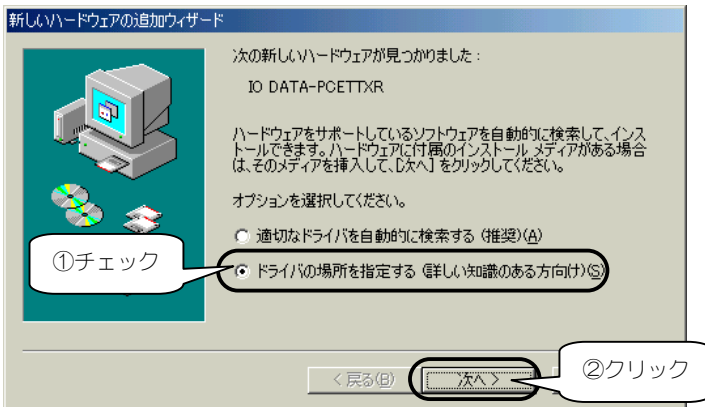 新しいハードウェアの追加ウィザード
次の新しいハードウェアが見つかりました :
IO DATA-PCETTXR
ハードウェアをサポートしているソフトウェアを自動的に検索して、インス
トールできます。ハードウェアに付属のインストール メディアがある場合
は、そのメディアを挿入して、[次へ] をクリックしてください。
オプションを選択してください。
適切なドライバを自動的に検索する (推奨)(A)
①チェック
ドライバの場所を指定する (詳しい知識のある方向け)(S)
< 戻る(B)
次へ >
②クリック